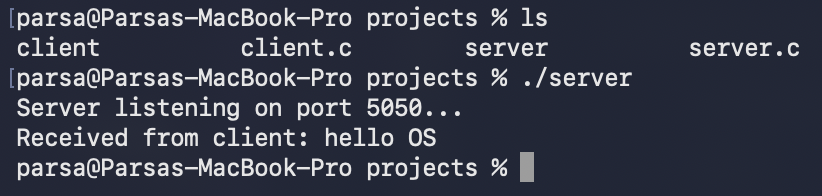 [parsa@Parsas-MacBook-Pro projects % ls
client client.c server server.c
[parsa@Parsas-MacBook-Pro projects % ./server
Server listening on port 5050...
Received from client: hello OS
parsa@Parsas-MacBook-Pro projects %